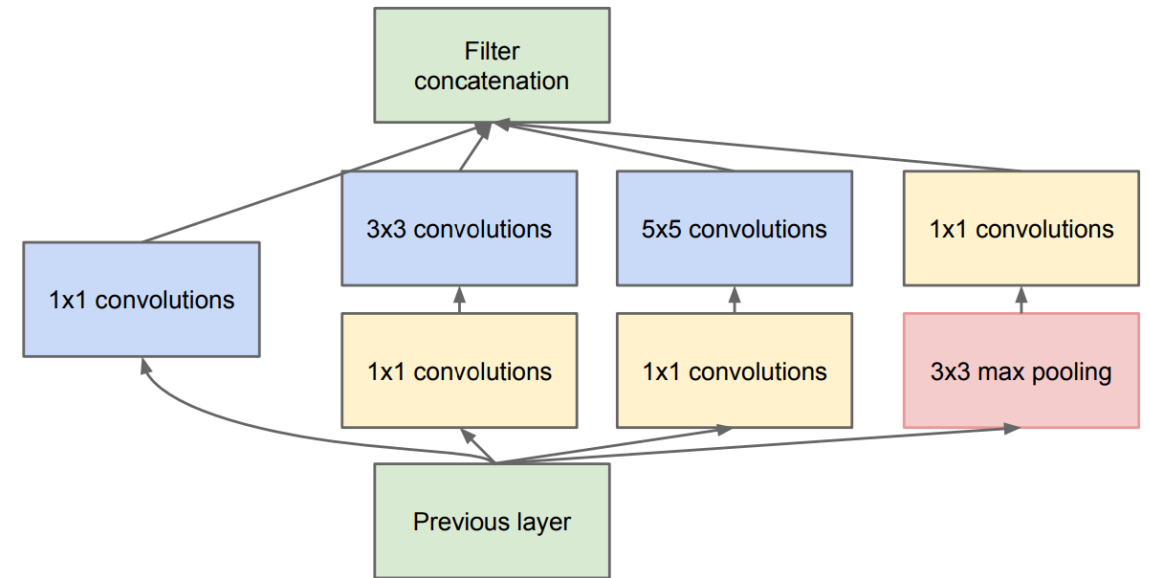 Filter
concatenation
3x3 convolutions
5x5 convolutions
1x1 convolutions
1x1 convolutions
1x1 convolutions
1x1 convolutions
3x3 max pooling
Previous layer